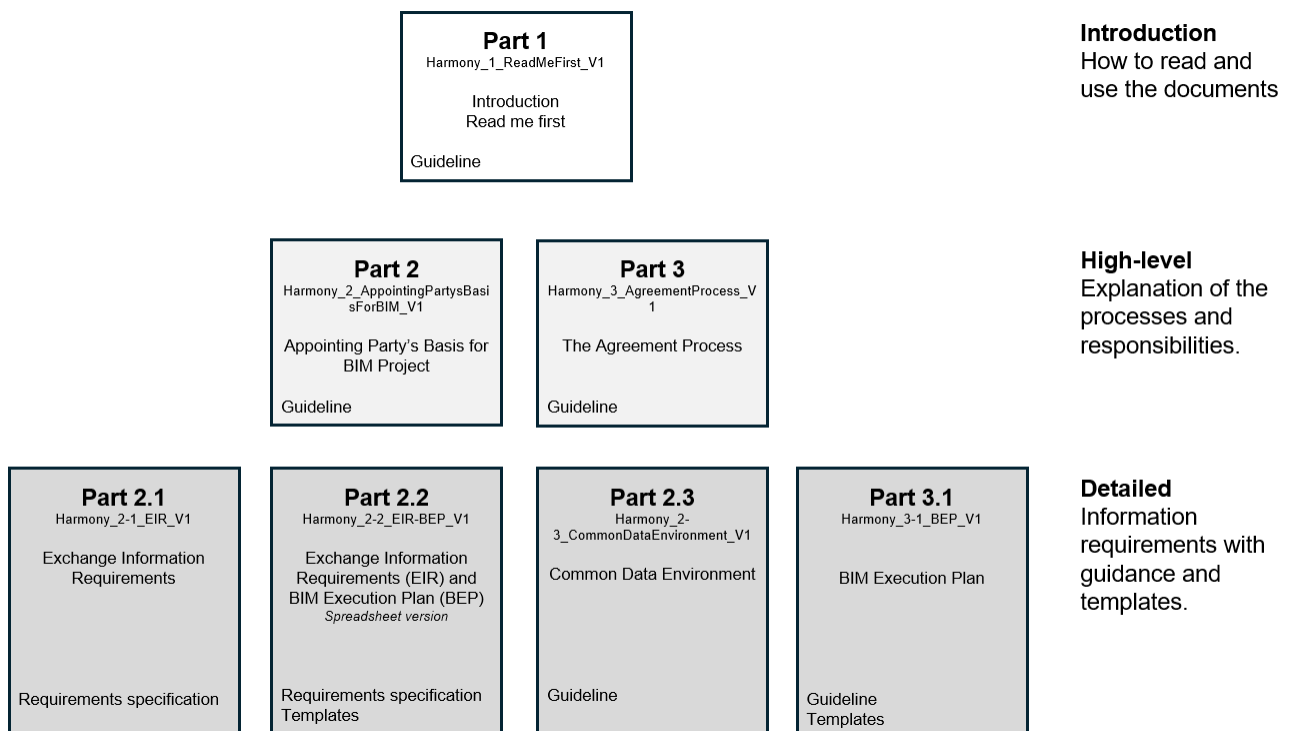 Part 1
Harmony_1_ReadMeFirst_V1
Introduction
Read me first
Guideline
Introduction
How to read and
use the documents
Part 2
Harmony_2_AppointingPartysBasi
sForBIM_V1
Appointing Party’s Basis for
BIM Project
Guideline
Part 3
Harmony_3_AgreementProcess_V
1
The Agreement Process
Guideline
High-level
Explanation of the
processes and
responsibilities.
Part 2.1
Harmony_2-1_EIR_V1
Exchange Information
Requirements
Requirements specification
Part 2.2
Harmony_2-2_EIR-BEP_V1
Exchange Information
Requirements (EIR) and
BIM Execution Plan (BEP)
Spreadsheet version
Requirements specification
Templates
Part 2.3
Harmony_2-
3_CommonDataEnvironment_V1
Common Data Environment
Guideline
Part 3.1
Harmony_3-1_BEP_V1
BIM Execution Plan
Guideline
Templates
Detailed
Information
requirements with
guidance and
templates.